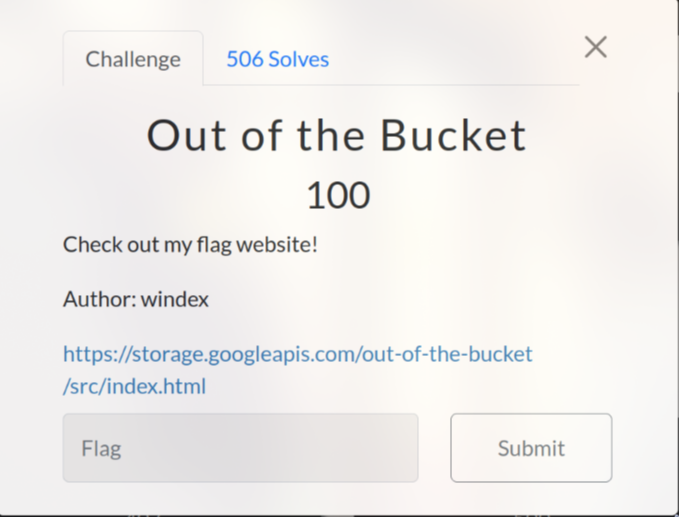 Challenge
506 Solves
Out of the Bucket
100
Check out my flag website!
Author: windex
https://storage.googleapis.com/out-of-the-bucket
/src/index.html
Flag
Submit